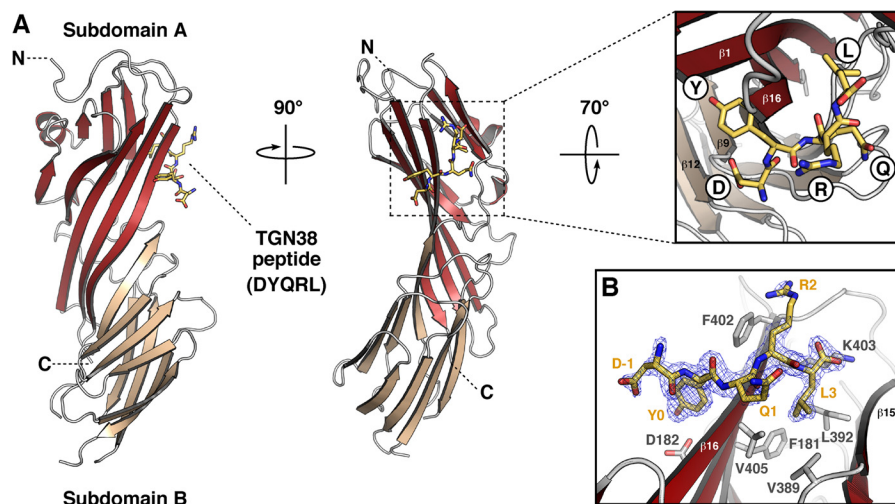 A
Subdomain A
N
N
90°
70°
TGN38
peptide
(DYQRL)
C
C
Subdomain B
β1
L
Y
β16
β9
β12
D
R
Q
B
R2
F402
K403
D-1
Y0
Q1
L3
β15
D182
β16
F181
L392
V405
V389